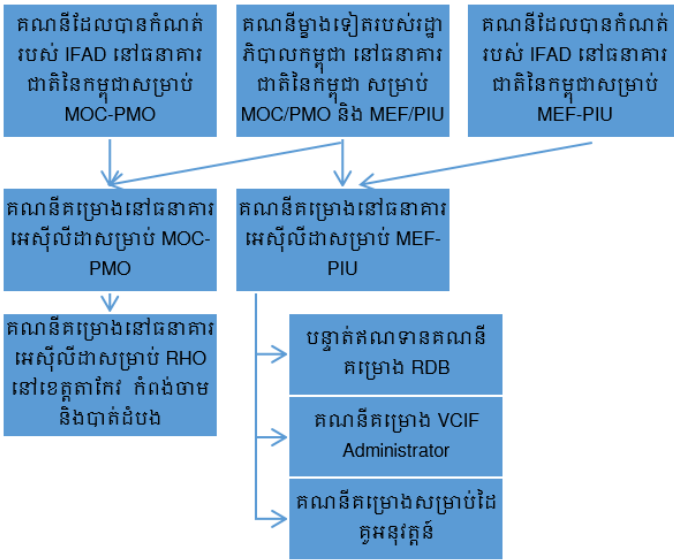 គណនីដែលបានកំណត់
របស់ IFAD នៅធនាគារ
ជាតិនៃកម្ពុជាសម្រាប់
MOC-PMO
គណនីម្ខាងទៀតរបស់រដ្ឋា
ភិបាលកម្ពុជា នៅធនាគារ
ជាតិនៃកម្ពុជា សម្រាប់
MOC/PMO និង MEF/PIU
គណនីដែលបានកំណត់
របស់ IFAD នៅធនាគារ
ជាតិនៃកម្ពុជាសម្រាប់
MEF-PIU
គណនីគម្រោងនៅធនាគារ
អេស៊ីលីដាសម្រាប់ MOC-
PMO
គណនីគម្រោងនៅធនាគារ
អេស៊ីលីដាសម្រាប់ MEF-
PIU
គណនីគម្រោងនៅធនាគារ
អេស៊ីលីដាសម្រាប់ RHO
នៅខេត្តតាកែវ កំពង់ចាម
និងបាត់ដំបង
បន្ទាត់ឥណទានគណនី
គម្រោង RDB
គណនីគម្រោង VCIF
Administrator
គណនីគម្រោងសម្រាប់ដៃ
គូអនុវត្តន៍